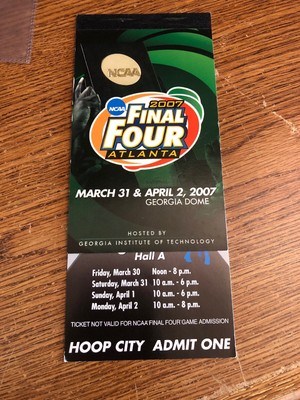 NCAA
NCAA
2007
FINAL
FOUR
ATLANTA
MARCH 31 & APRIL 2, 2007
GEORGIA DOME
HOSTED BY
GEORGIA INSTITUTE OF TECHNOLOGY
Hall A
Friday, March 30 Noon - 8 p.m.
Saturday, March 31 10 a.m. - 6 p.m.
Sunday, April 1 10 a.m. - 6 p.m.
Monday, April 2 10 a.m. - 8 p.m.
TICKET NOT VALID FOR NCAA FINAL FOUR GAME ADMISSION
HOOP CITY ADMIT ONE